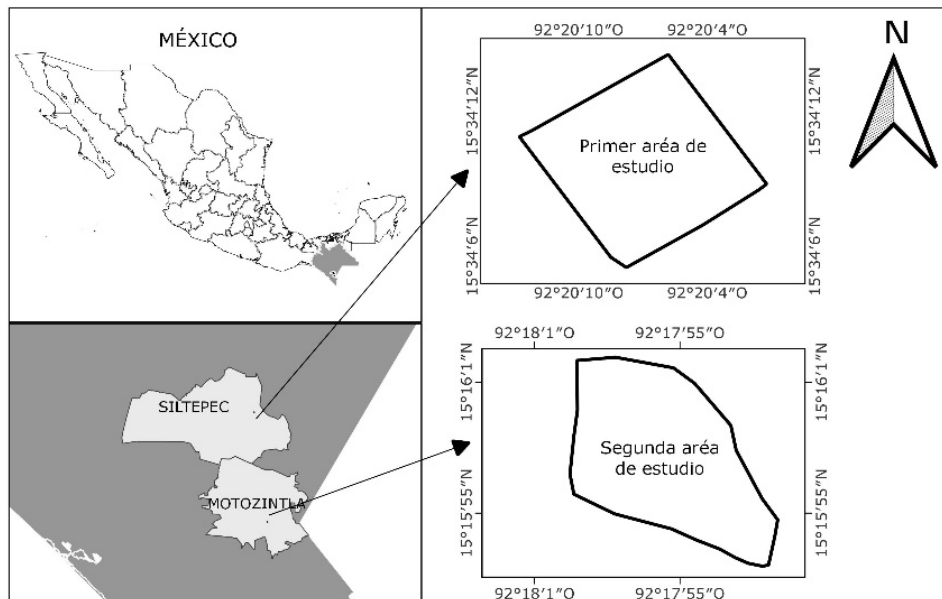 MÉXICO
SILTEPEC
MOTOZINTLA
92°20′10″O 92°20′4″O
15°34′12″N
15°34′6″N
Primer aréa de
estudio
15°34′12″N
15°34′6″N
92°20′10″O 92°20′4″O
N
92°18′1″O 92°17′55″O
15°16′1″N
15°15′55″N
Segunda aréa
de estudio
15°16′1″N
15°15′55″N
92°18′1″O 92°17′55″O